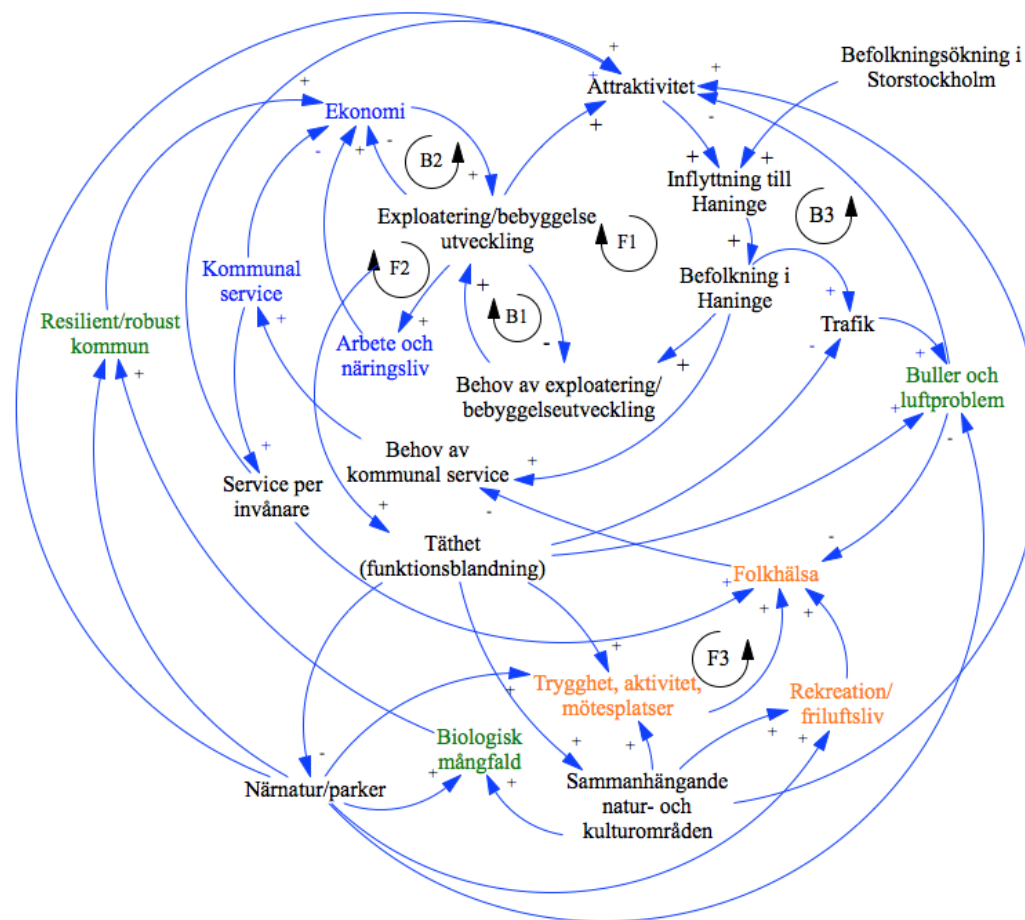 Befolkningsökning i
Storstockholm
+
+
+
+
+
Attraktivitet
-
+
Ekonomi
-
+
-
B2
+
+
+
Inflyttning till
Haninge
B3
Exploatering/bebyggelse
utveckling
F1
+
F2
Kommunal
service
+
Befolkning i
Haninge
+
-
Trafik
Resilient/robust
kommun
+
+
B1
+
Arbete och
näringsliv
-
+
+
Buller och
luftproblem
Behov av exploatering/
bebyggelseutveckling
+
+
-
Behov av
kommunal service
+
+
Service per
invånare
+
-
Täthet
(funktionsblandning)
-
+
Folkhälsa
+
+
+
F3
+
Trygghet, aktivitet,
mötesplatser
Rekreation/
friluftsliv
-
Biologisk
mångfald
+
+
+
+
Närnatur/parker
+
+
Sammanhängande
natur- och
kulturområden